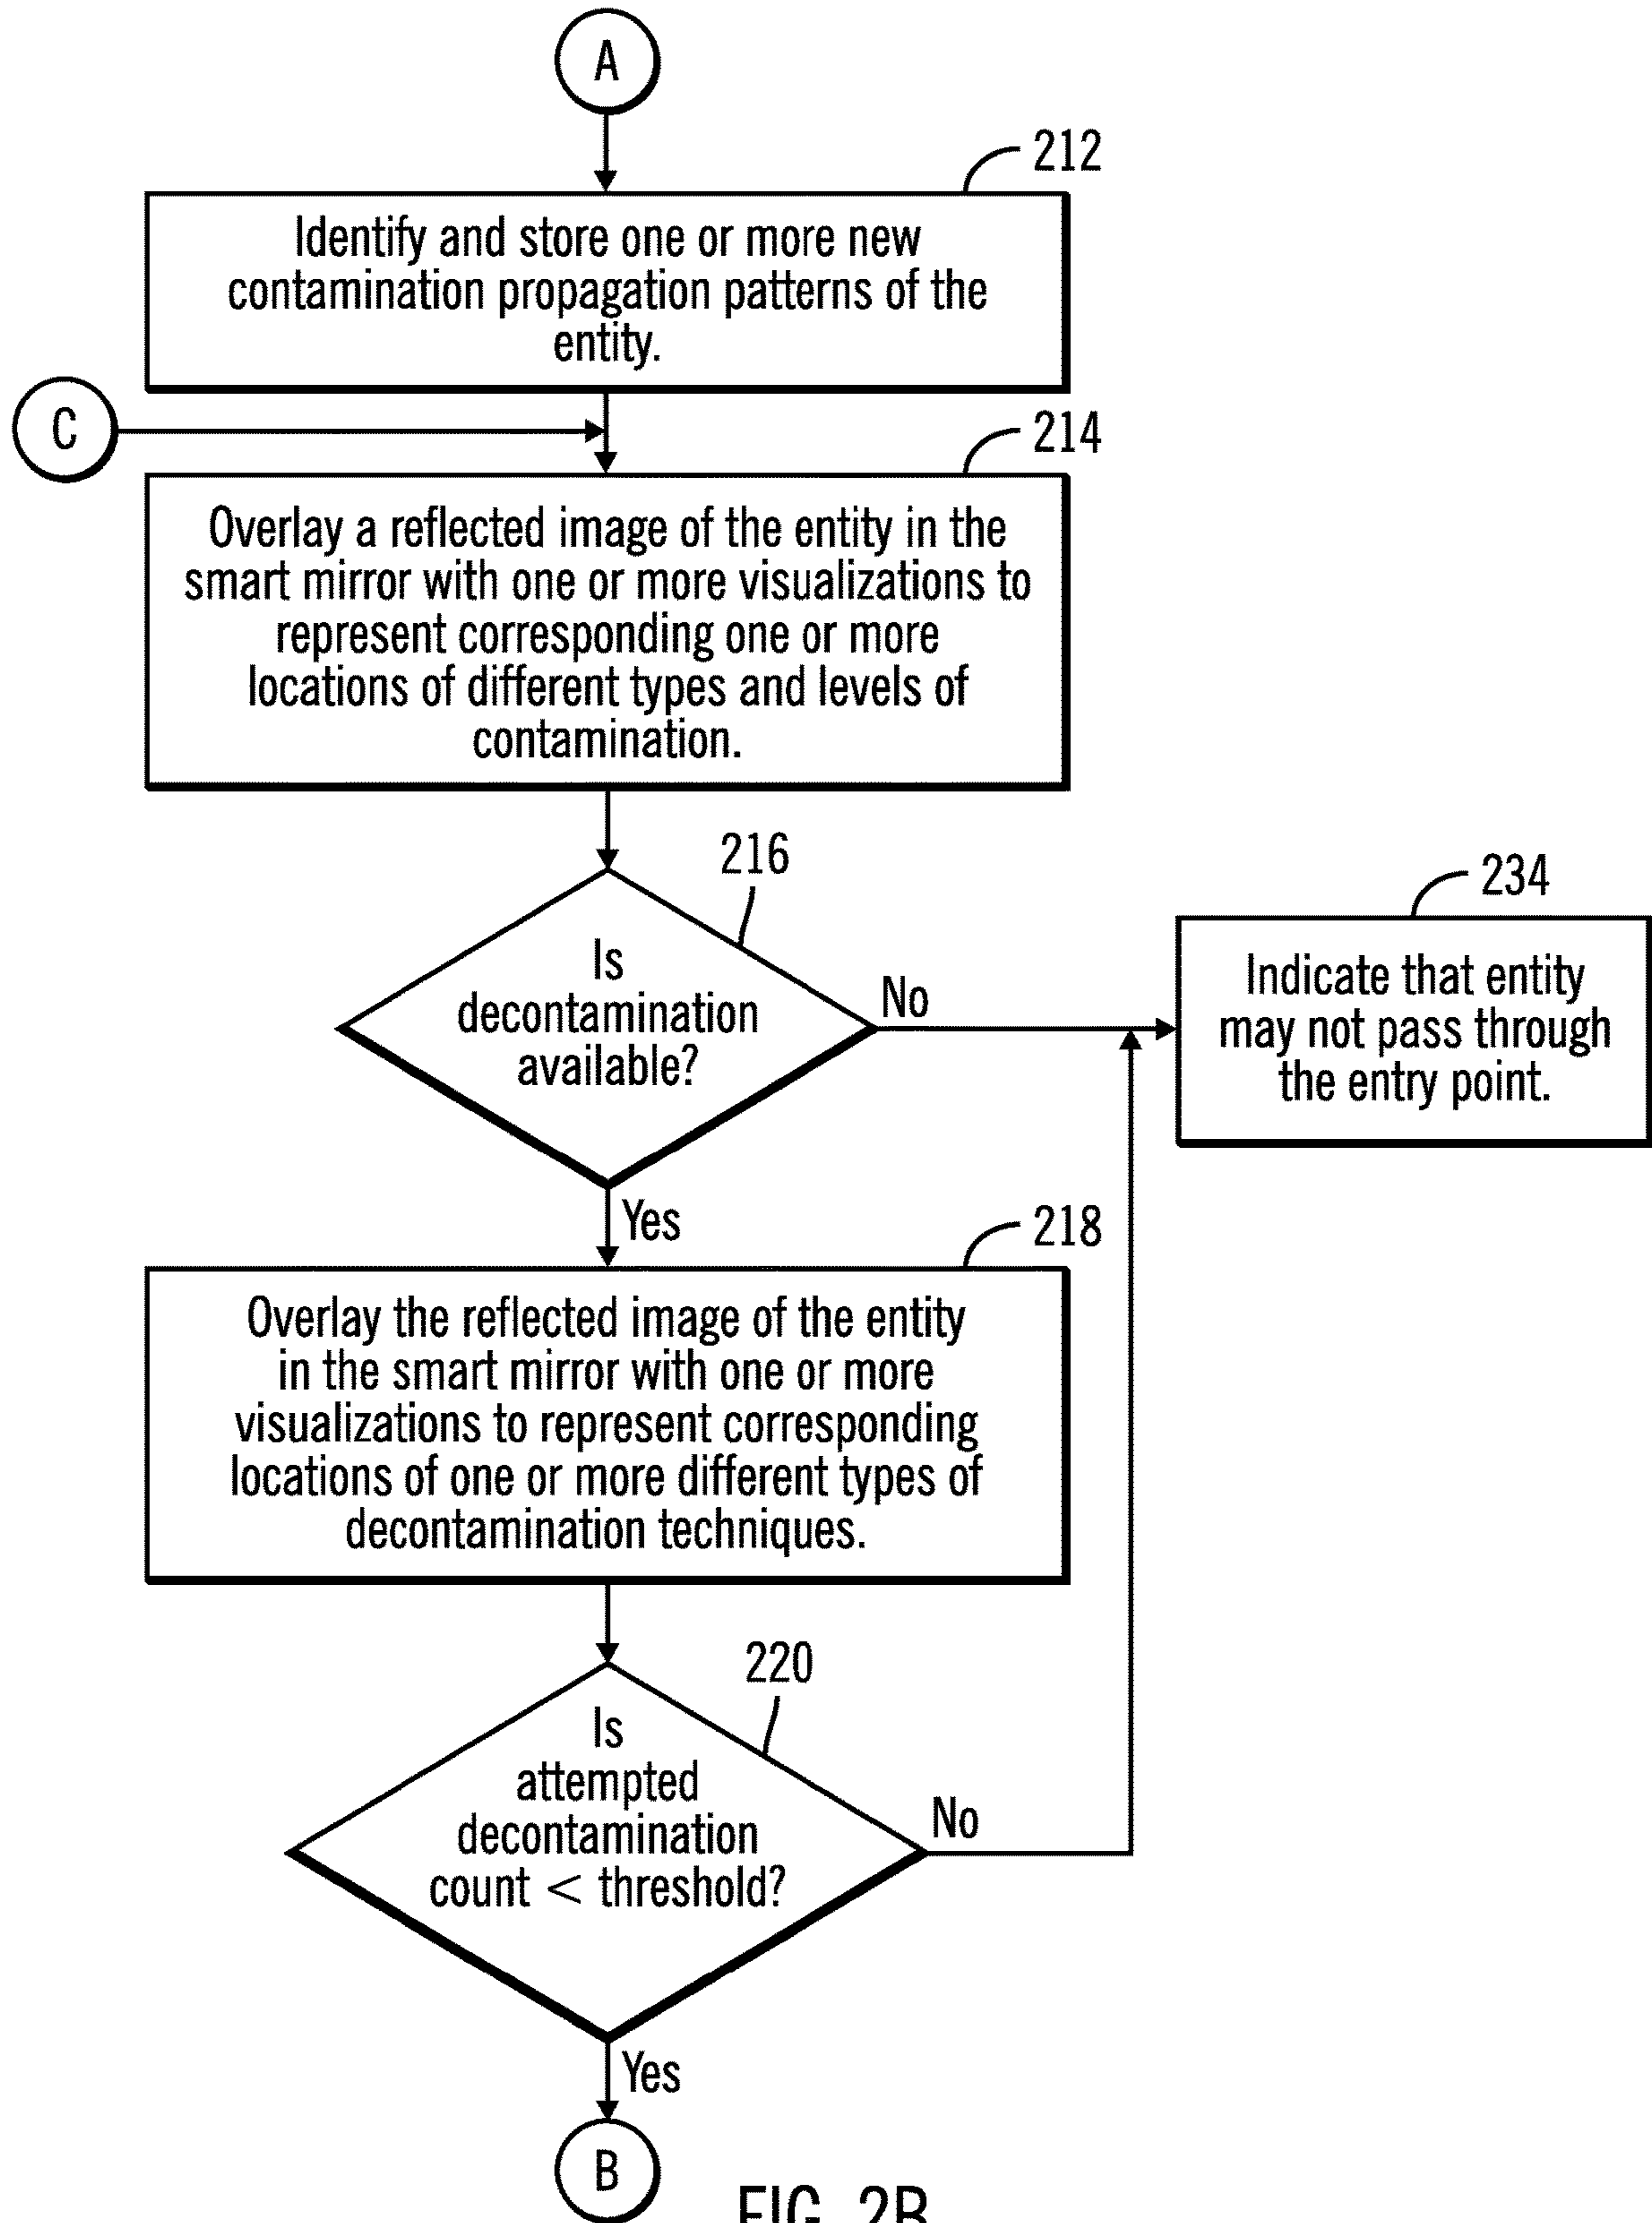 A
212
Identify and store one or more new
contamination propagation patterns of the
entity.
C
214
Overlay a reflected image of the entity in the
smart mirror with one or more visualizations to
represent corresponding one or more
locations of different types and levels of
contamination.
216
Is
decontamination
available?
No
234
Indicate that entity
may not pass through
the entry point.
Yes
218
Overlay the reflected image of the entity
in the smart mirror with one or more
visualizations to represent corresponding
locations of one or more different types of
decontamination techniques.
220
Is
attempted
decontamination
count < threshold?
No
Yes
B
FIG. 2B